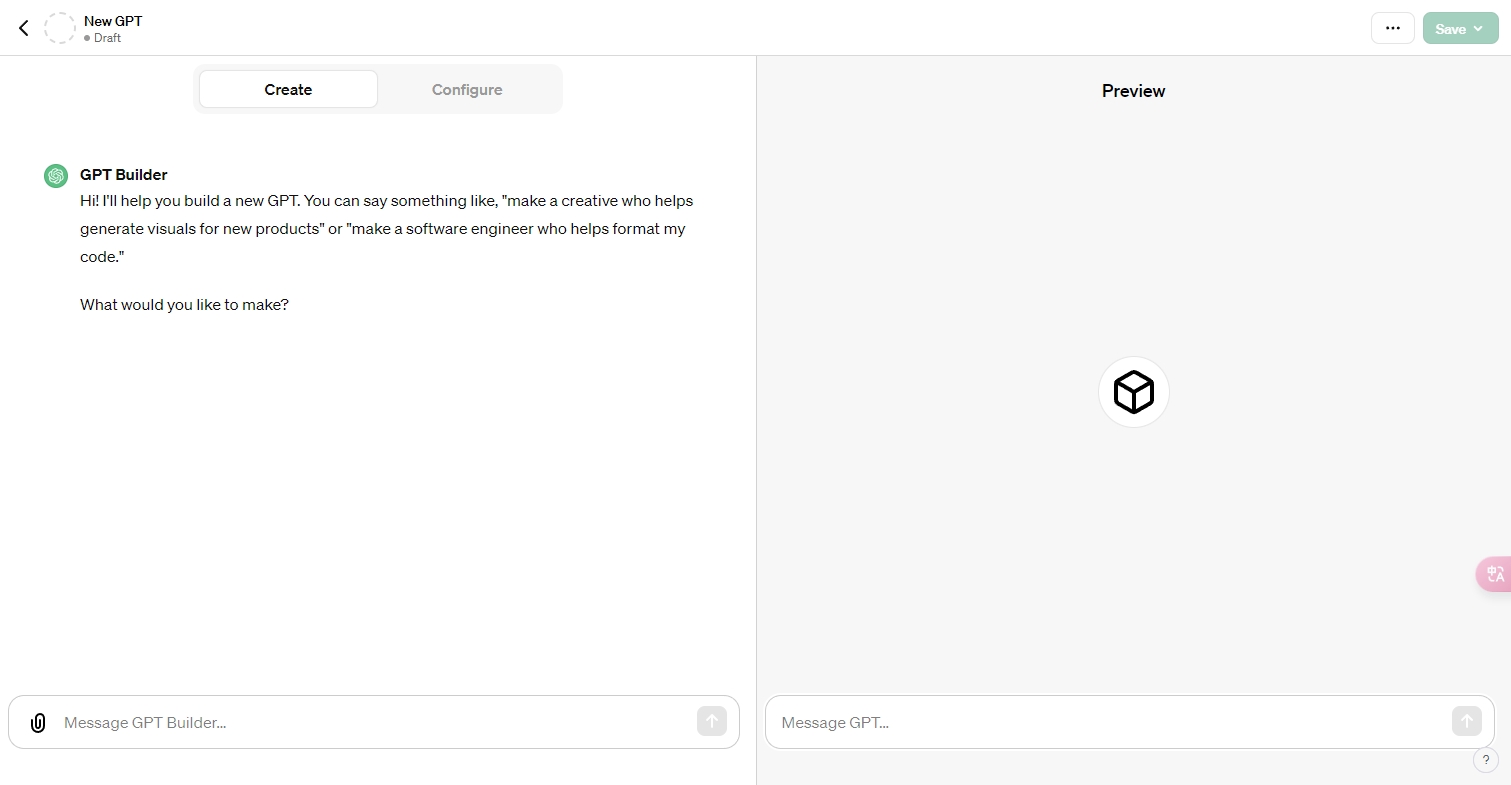 New GPT
Draft
Save
Create
Configure
Preview
GPT Builder
Hi! I'll help you build a new GPT. You can say something like, "make a creative who helps
generate visuals for new products" or "make a software engineer who helps format my
code."
What would you like to make?
中
A
Message GPT Builder...
Message GPT...
?